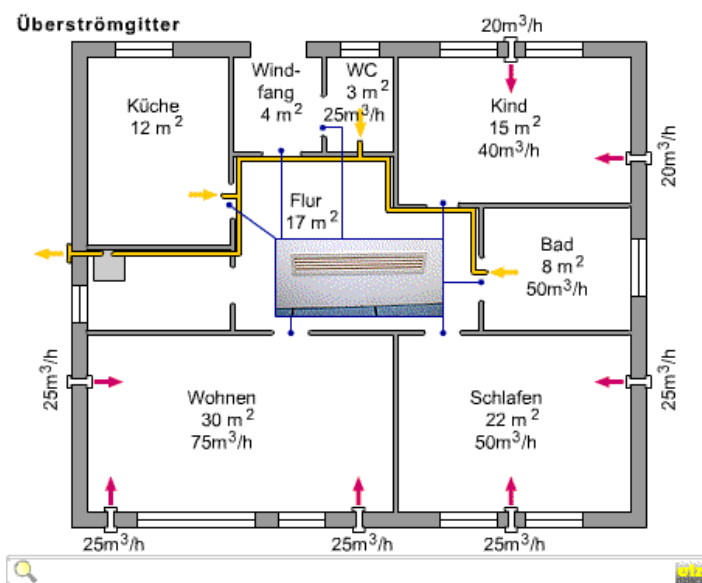 Überströmgitter
20m³/h
Wind-
fang
4 m²
WC
3 m²
25m³/h
Küche
12 m²
Kind
15 m²
40m³/h
20m³/h
Flur
17 m²
Bad
8 m²
50m³/h
25m³/h
Wohnen
30 m²
75m³/h
Schlafen
22 m²
50m³/h
25m³/h
25m³/h
25m³/h
25m³/h